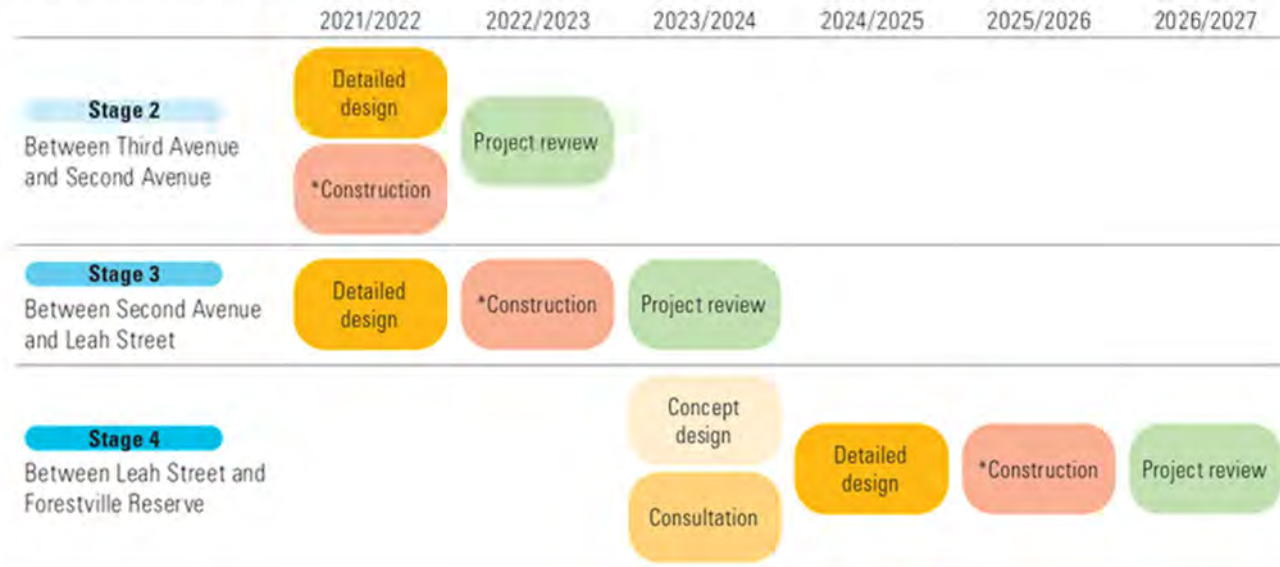 2021/2022 2022/2023 2023/2024 2024/2025 2025/2026 2026/2027
Stage 2
Between Third Avenue
and Second Avenue
Detailed
design
*Construction
Project review
Stage 3
Between Second Avenue
and Leah Street
Detailed
design
*Construction
Project review
Stage 4
Between Leah Street and
Forestville Reserve
Concept
design
Consultation
Detailed
design
*Construction
Project review